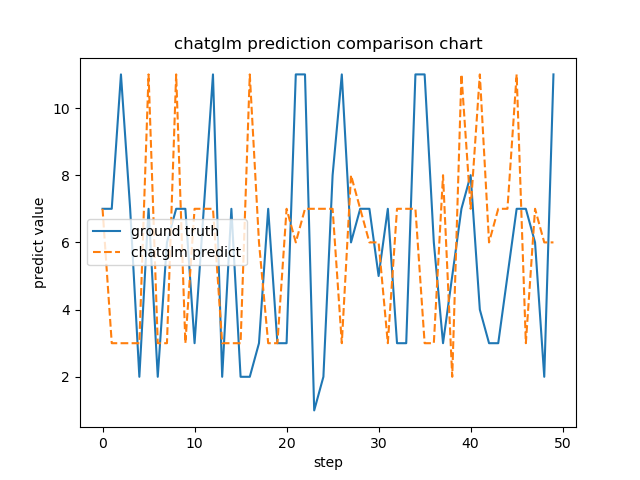 chatglm prediction comparison chart
10
8
6
4
2
predict value
ground truth
chatglm predict
0 10 20 30 40 50
step